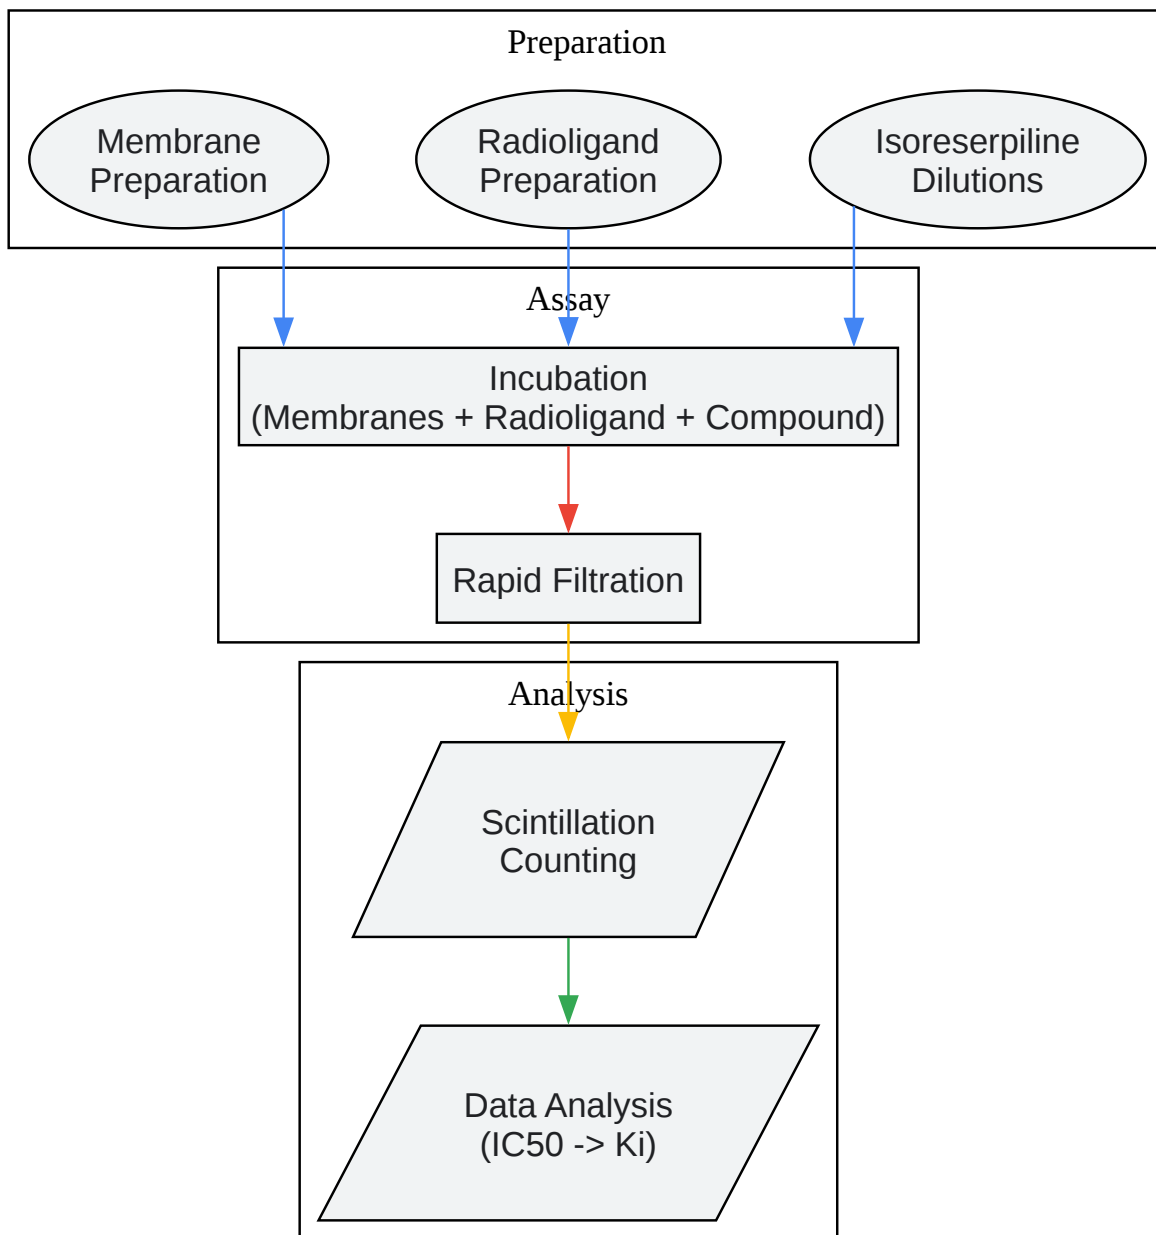 Preparation
Membrane
Preparation
Radioligand
Preparation
Isoreserpiline
Dilutions
Assay
Incubation
(Membranes + Radioligand + Compound)
Rapid Filtration
Analysis
Scintillation
Counting
Data Analysis
(IC50 -> Ki)